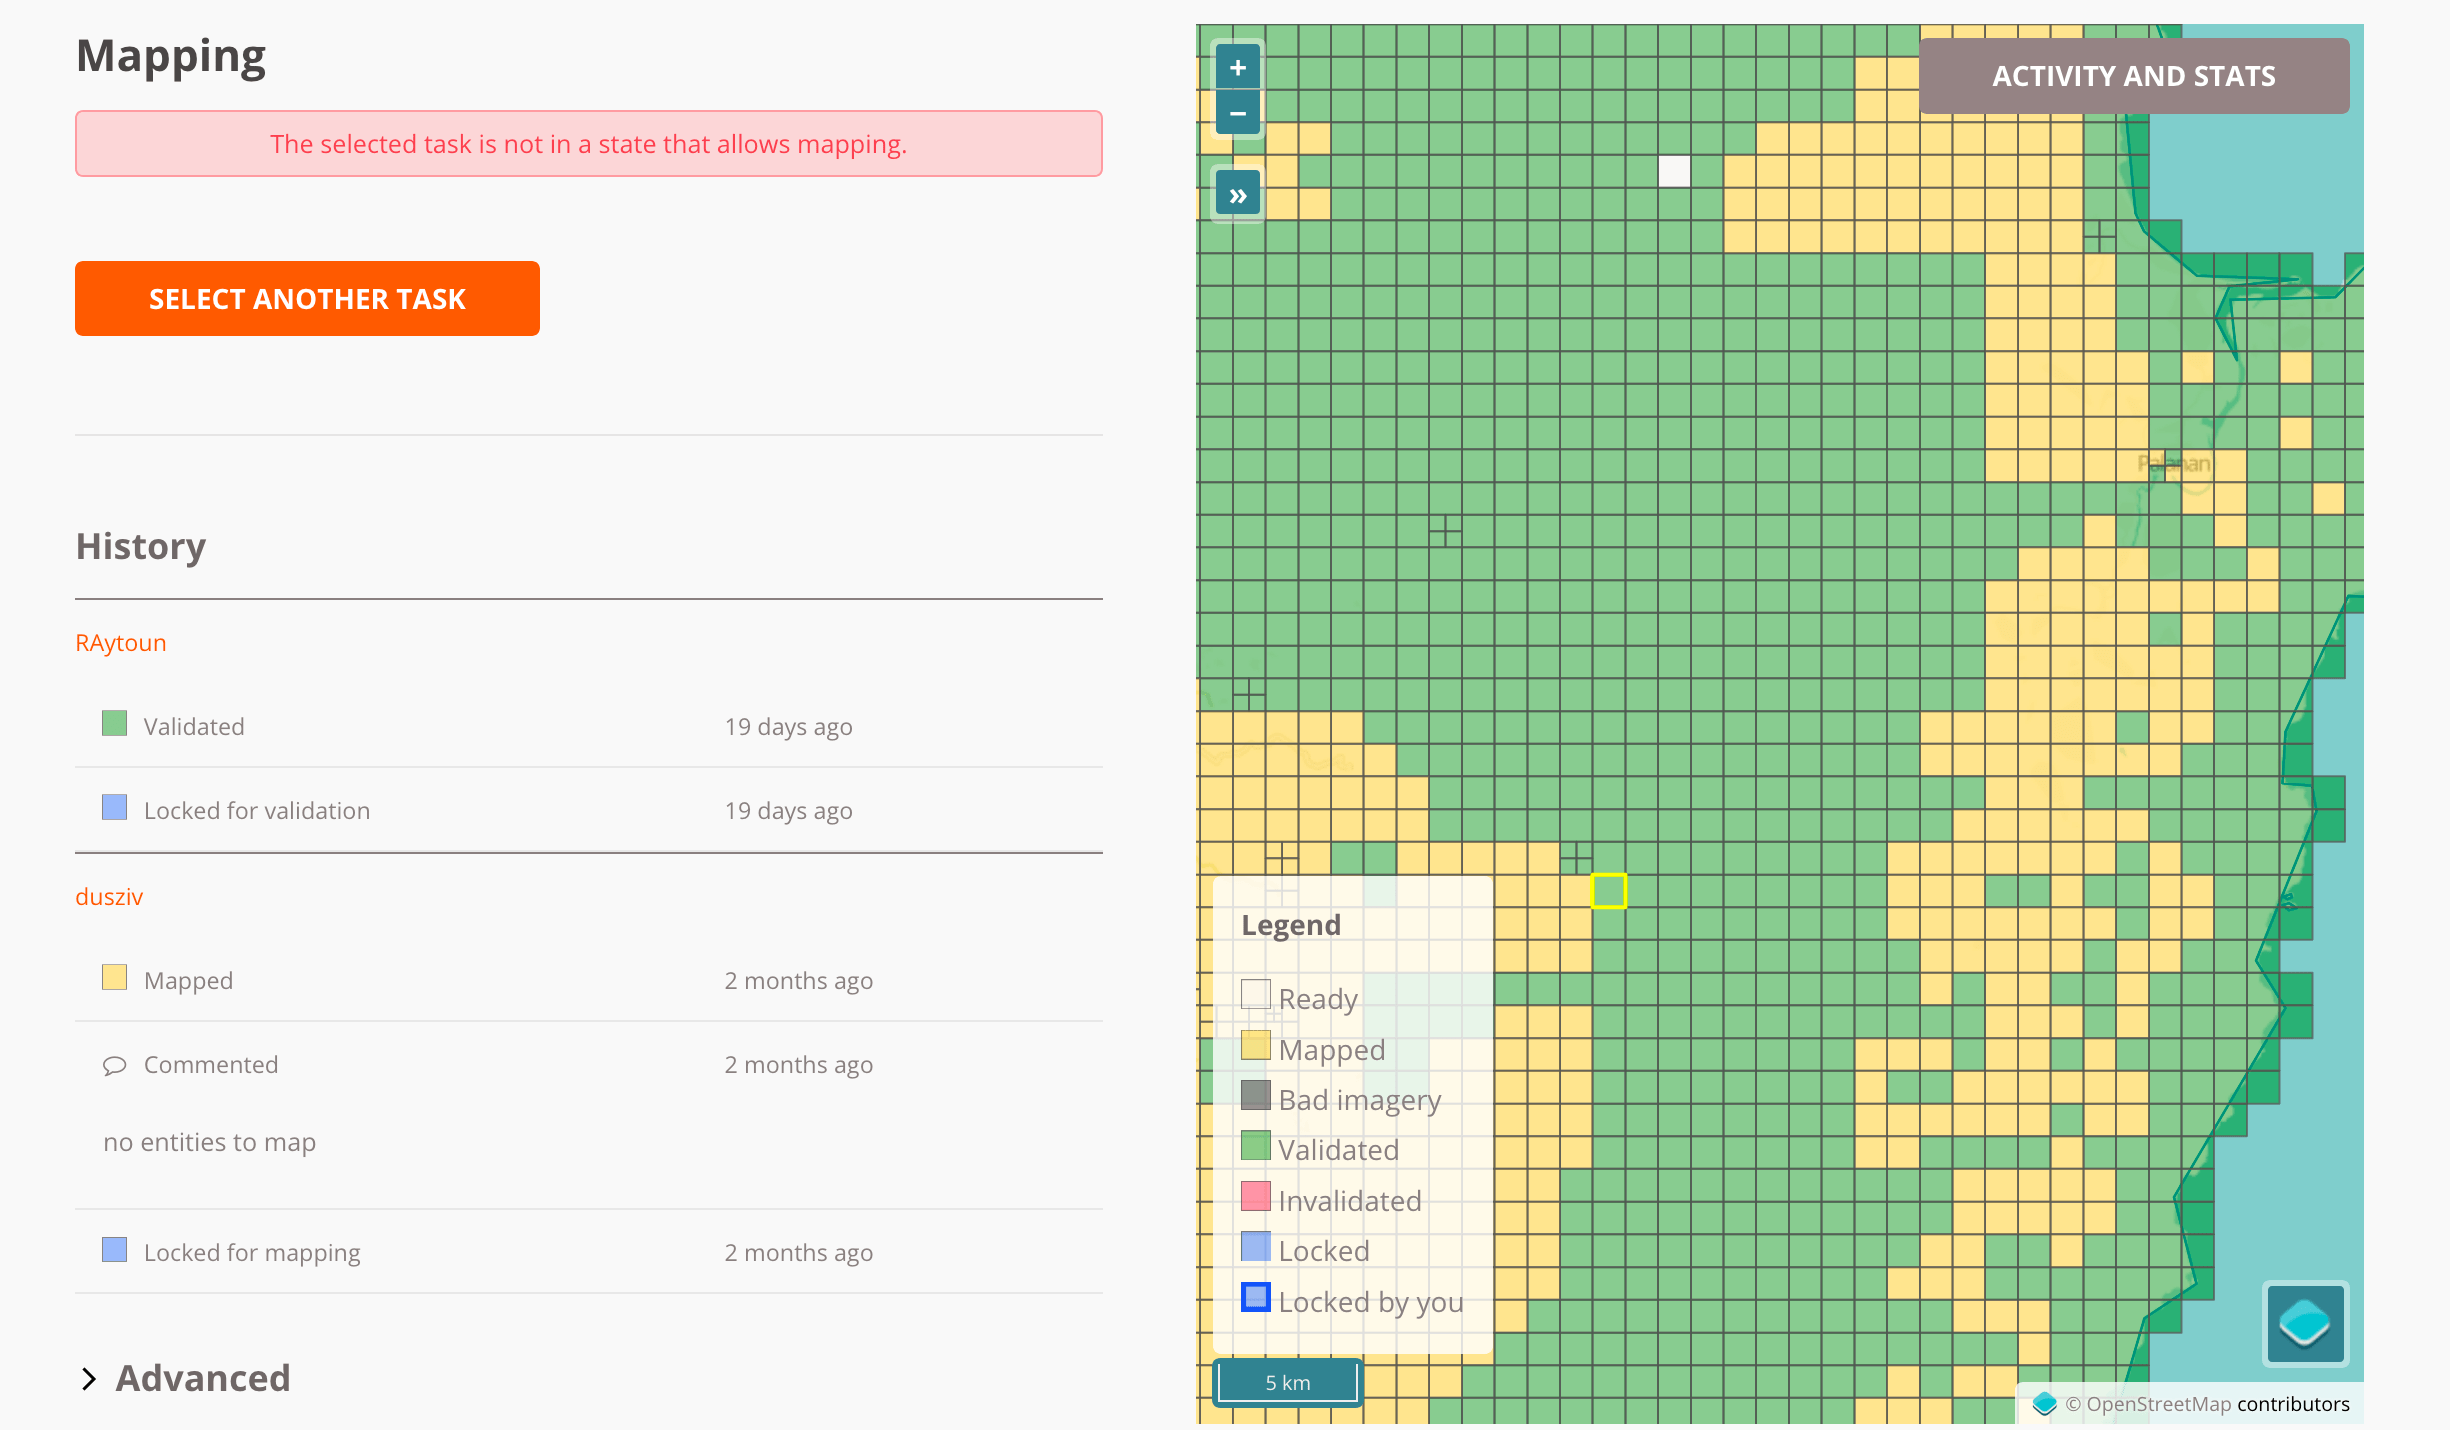 Mapping
The selected task is not in a state that allows mapping.
SELECT ANOTHER TASK
History
RAytoun
Validated 19 days ago
Locked for validation 19 days ago
dusziv
Mapped 2 months ago
Commented 2 months ago
no entities to map
Locked for mapping 2 months ago
Advanced
+
−
»
ACTIVITY AND STATS
Palanan
Legend
Ready
Mapped
Bad imagery
Validated
Invalidated
Locked
Locked by you
5 km
© OpenStreetMap contributors